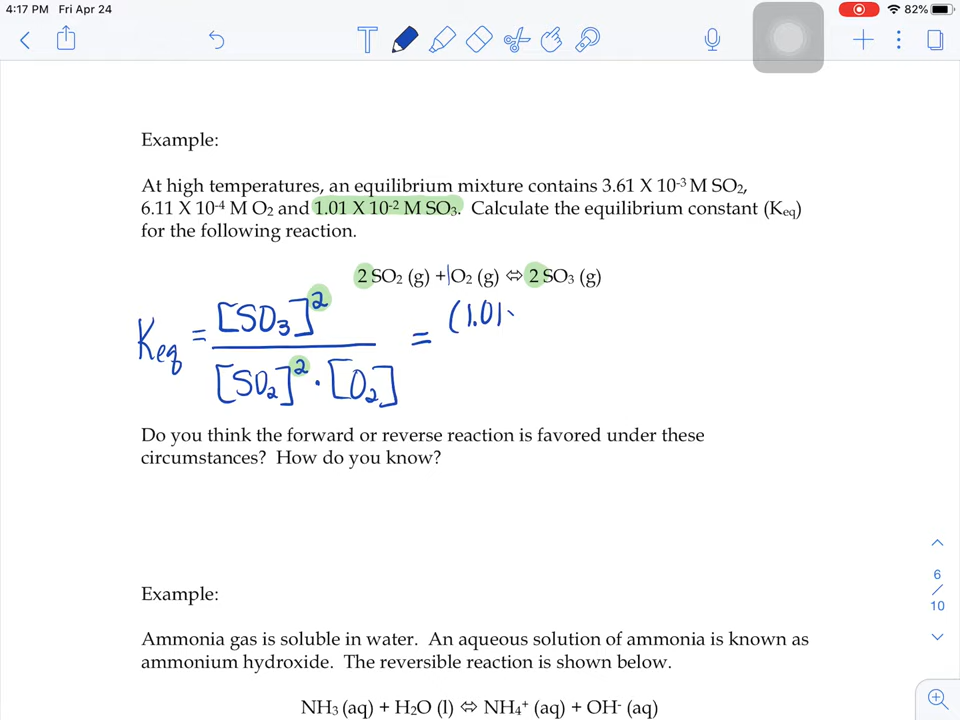 4:17 PM Fri Apr 24 82%
T
Example:
At high temperatures, an equilibrium mixture contains 3.61 X 10⁻³ M SO₂,
6.11 X 10⁻⁴ M O₂ and 1.01 X 10⁻² M SO₃. Calculate the equilibrium constant (Keq)
for the following reaction.
2 SO₂ (g) + 1 O₂ (g) ⇔ 2 SO₃ (g)
Keq = [SO₃]² / [SO₂]² · [O₂] = (1.01·
Do you think the forward or reverse reaction is favored under these
circumstances? How do you know?
6
/
10
Example:
Ammonia gas is soluble in water. An aqueous solution of ammonia is known as
ammonium hydroxide. The reversible reaction is shown below.
NH₃ (aq) + H₂O (l) ⇔ NH₄⁺ (aq) + OH⁻ (aq)